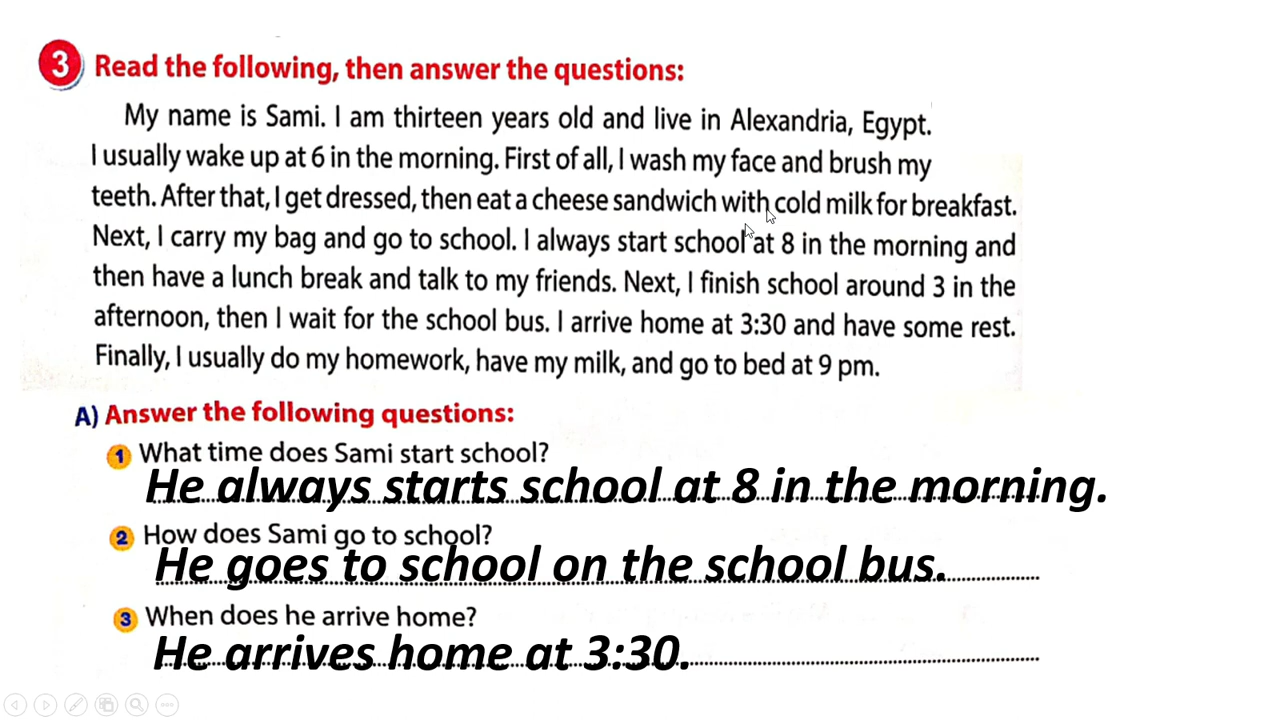 3 Read the following, then answer the questions:
My name is Sami. I am thirteen years old and live in Alexandria, Egypt.
I usually wake up at 6 in the morning. First of all, I wash my face and brush my
teeth. After that, I get dressed, then eat a cheese sandwich with cold milk for breakfast.
Next, I carry my bag and go to school. I always start school at 8 in the morning and
then have a lunch break and talk to my friends. Next, I finish school around 3 in the
afternoon, then I wait for the school bus. I arrive home at 3:30 and have some rest.
Finally, I usually do my homework, have my milk, and go to bed at 9 pm.
A) Answer the following questions:
1 What time does Sami start school?
He always starts school at 8 in the morning.
2 How does Sami go to school?
He goes to school on the school bus.
3 When does he arrive home?
He arrives home at 3:30.